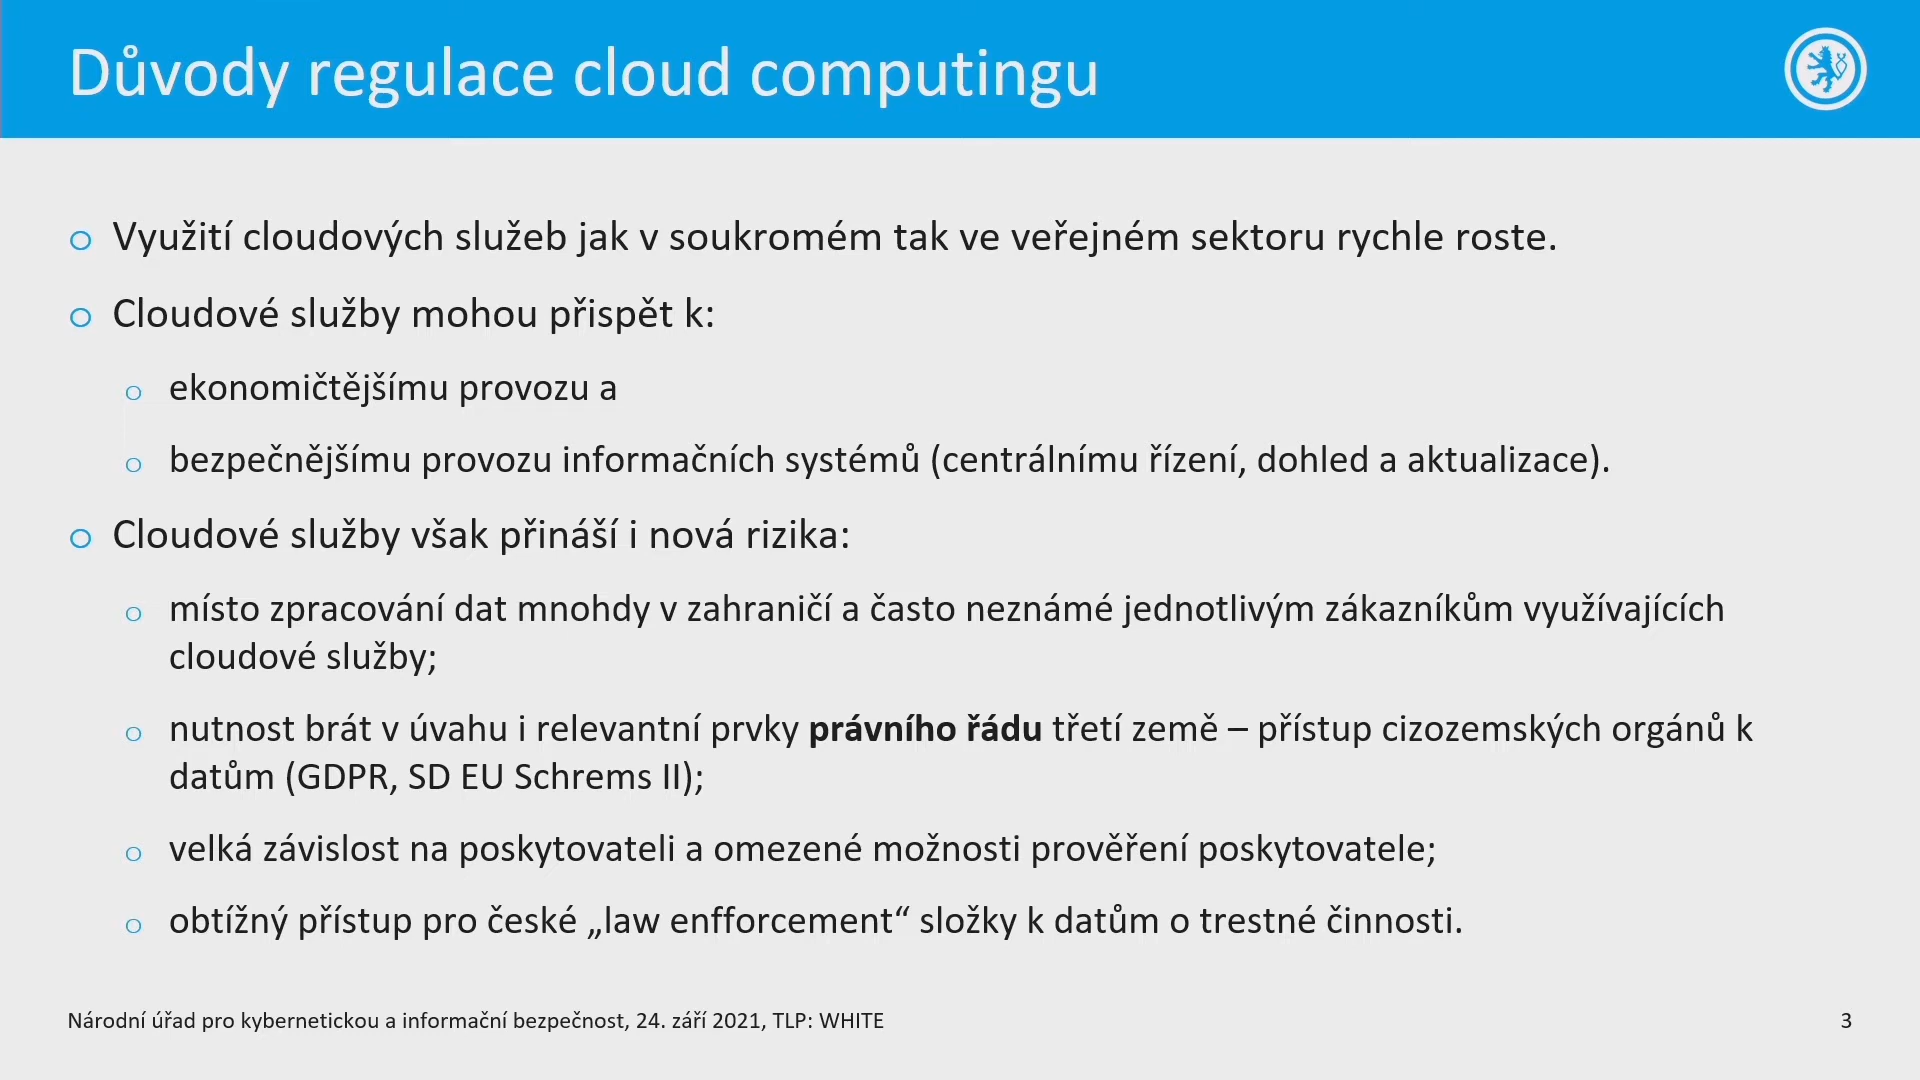 Důvody regulace cloud computingu
o Využití cloudových služeb jak v soukromém tak ve veřejném sektoru rychle roste.
o Cloudové služby mohou přispět k:
o ekonomičtějšímu provozu a
o bezpečnějšímu provozu informačních systémů (centrálnímu řízení, dohled a aktualizace).
o Cloudové služby však přináší i nová rizika:
o místo zpracování dat mnohdy v zahraničí a často neznámé jednotlivým zákazníkům využívajících
cloudové služby;
o nutnost brát v úvahu i relevantní prvky právního řádu třetí země – přístup cizozemských orgánů k
datům (GDPR, SD EU Schrems II);
o velká závislost na poskytovateli a omezené možnosti prověření poskytovatele;
o obtížný přístup pro české „law enfforcement“ složky k datům o trestné činnosti.
Národní úřad pro kybernetickou a informační bezpečnost, 24. září 2021, TLP: WHITE
3